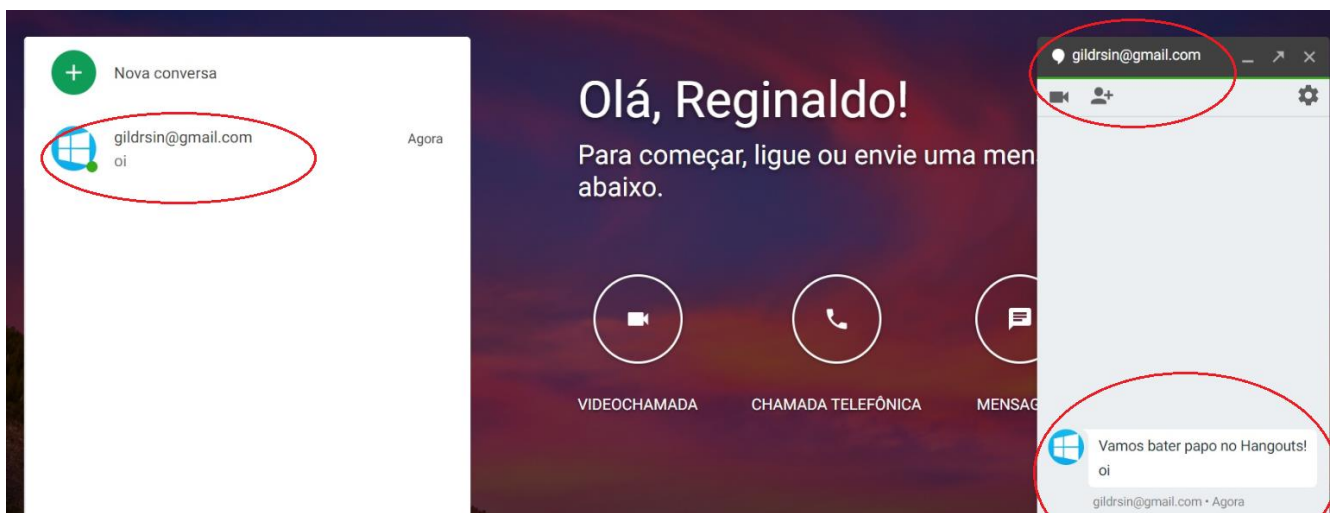 Nova conversa
gildrsin@gmail.com
Agora
oi
Olá, Reginaldo!
Para começar, ligue ou envie uma men
abaixo.
VIDEOCHAMADA
CHAMADA TELEFÔNICA
MENSAG
gildrsin@gmail.com
Vamos bater papo no Hangouts!
oi
gildrsin@gmail.com • Agora